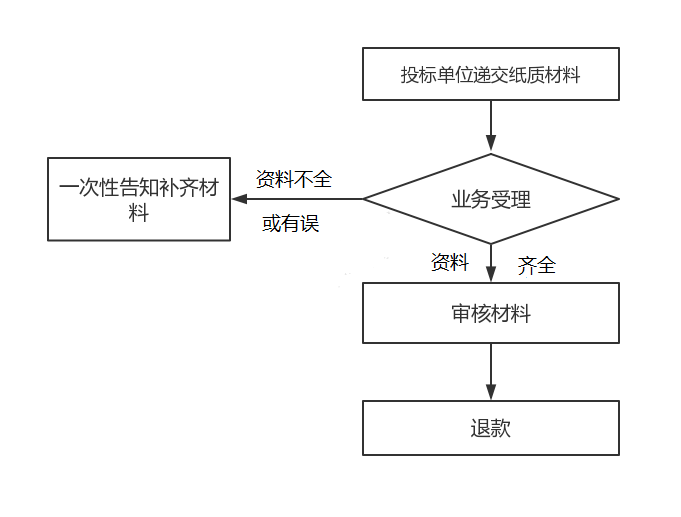 投标单位递交纸质材料
一次性告知补齐材
料
资料不全
或有误
业务受理
资料 齐全
审核材料
退款